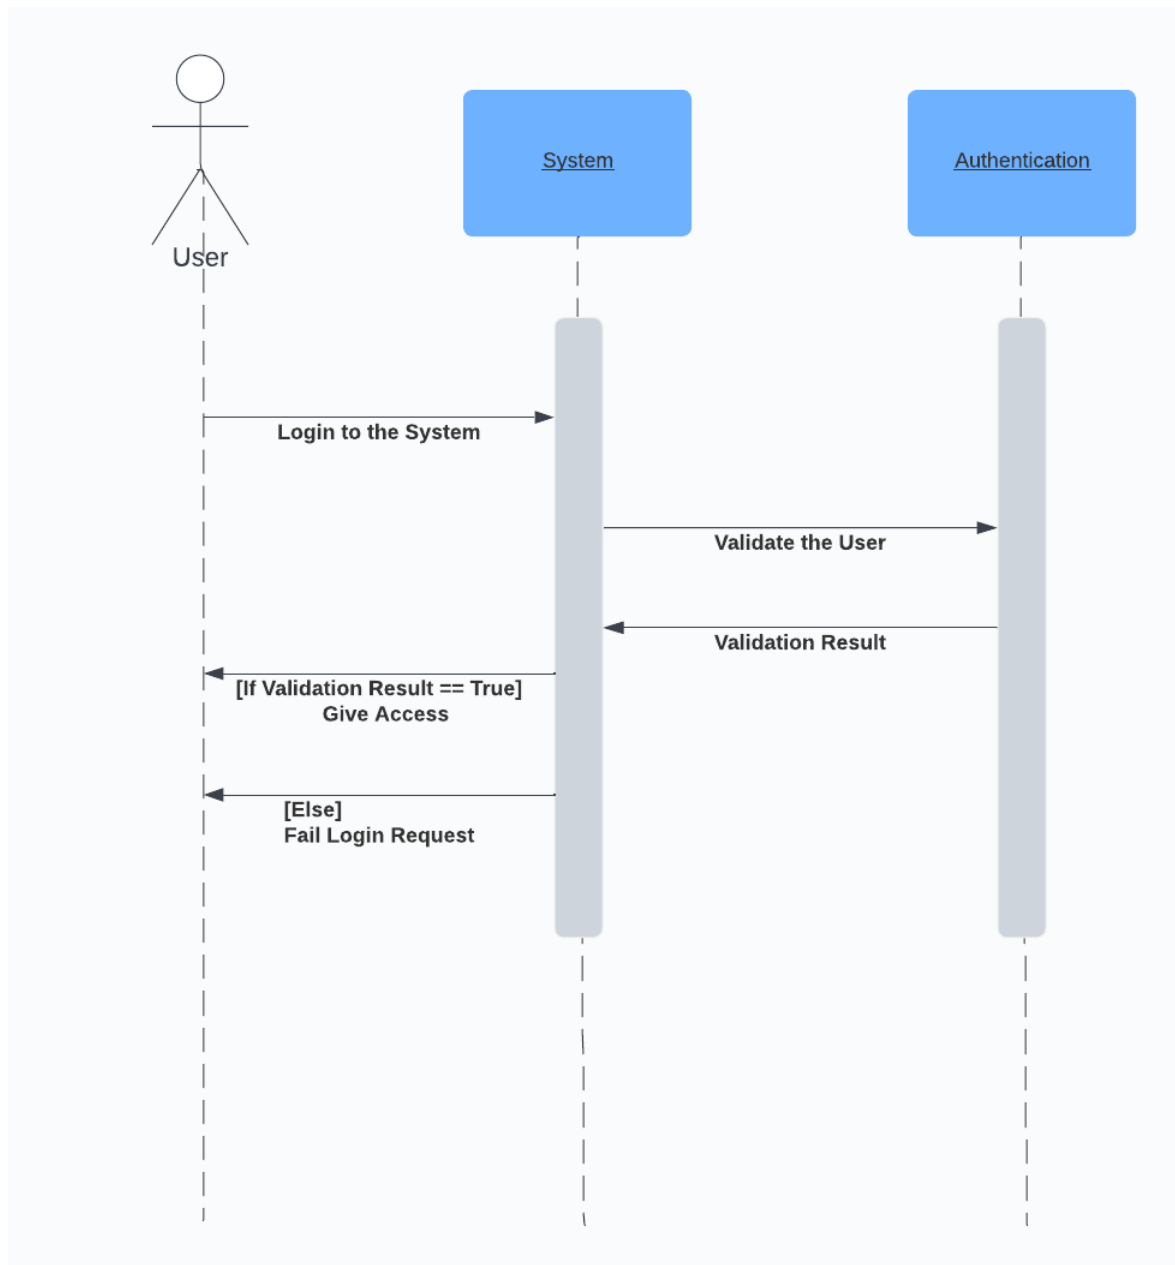 System
Authentication
User
Login to the System
Validate the User
Validation Result
[If Validation Result == True]
Give Access
[Else]
Fail Login Request